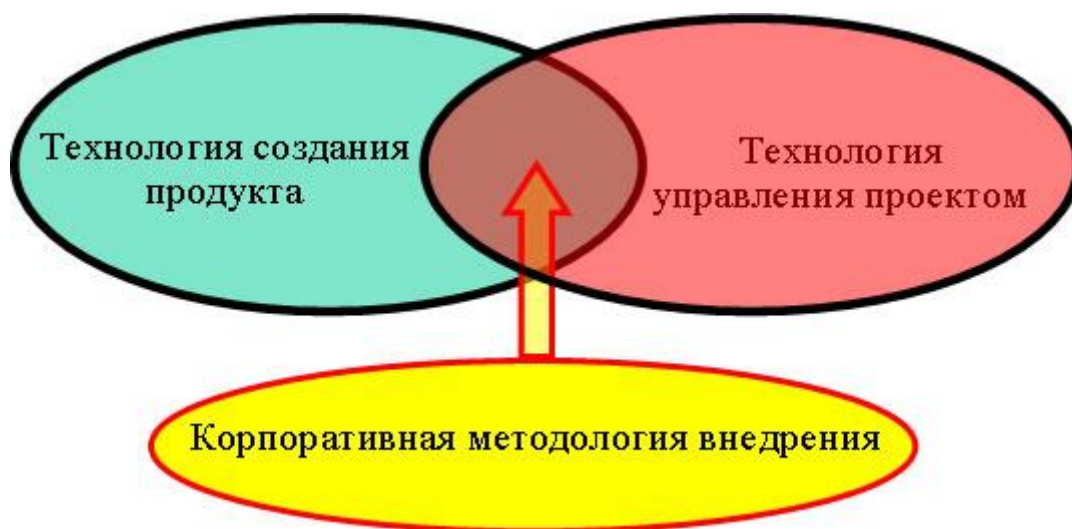 Технология создания
продукта
Технология
управления проектом
Корпоративная методология внедрения